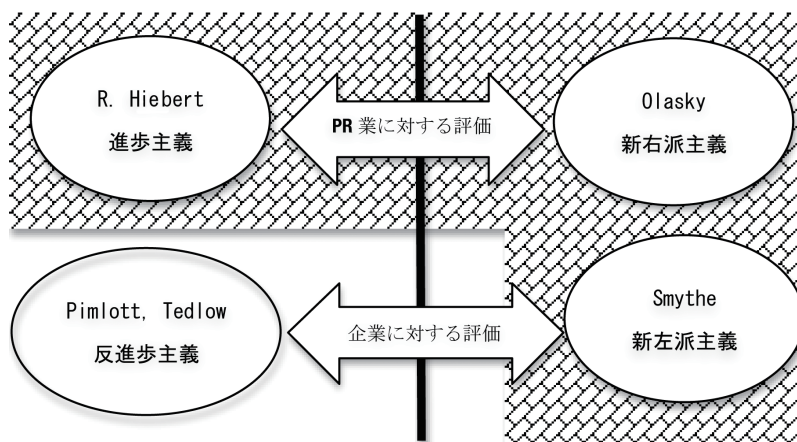 R. Hiebert
進歩主義
PR 業に対する評価
Olasky
新右派主義
Pimlott, Tedlow
反進歩主義
企業に対する評価
Smythe
新左派主義